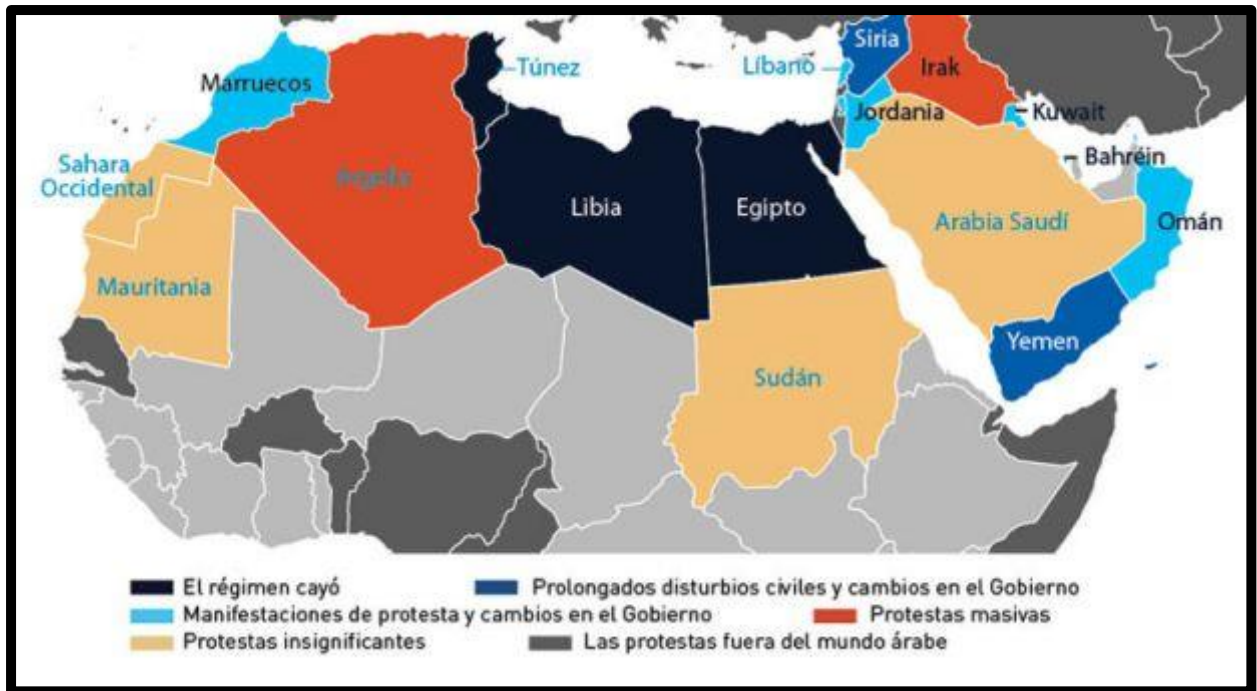 Siria
Túnez
Líbano
Irak
Marruecos
Jordania
Kuwait
Bahréin
Sahara
Occidental
Argelia
Libia
Egipto
Arabia Saudí
Omán
Mauritania
Yemen
Sudán
El régimen cayó
Prolongados disturbios civiles y cambios en el Gobierno
Manifestaciones de protesta y cambios en el Gobierno
Protestas masivas
Protestas insignificantes
Las protestas fuera del mundo árabe